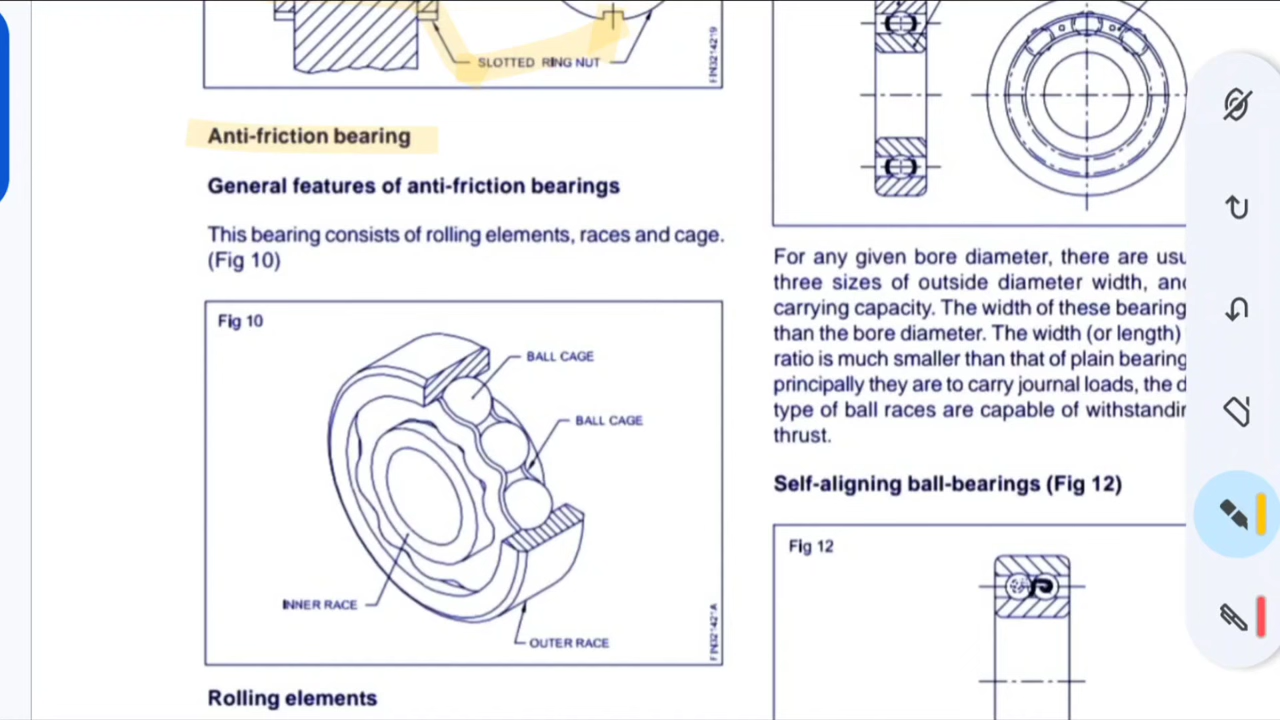 SLOTTED RING NUT
FIN3214219
Anti-friction bearing
General features of anti-friction bearings
This bearing consists of rolling elements, races and cage.
(Fig 10)
Fig 10
BALL CAGE
BALL CAGE
INNER RACE
OUTER RACE
Rolling elements
For any given bore diameter, there are usu
three sizes of outside diameter width, and
carrying capacity. The width of these bearing
than the bore diameter. The width (or length)
ratio is much smaller than that of plain bearing
principally they are to carry journal loads, the d
type of ball races are capable of withstandin
thrust.
Self-aligning ball-bearings (Fig 12)
Fig 12